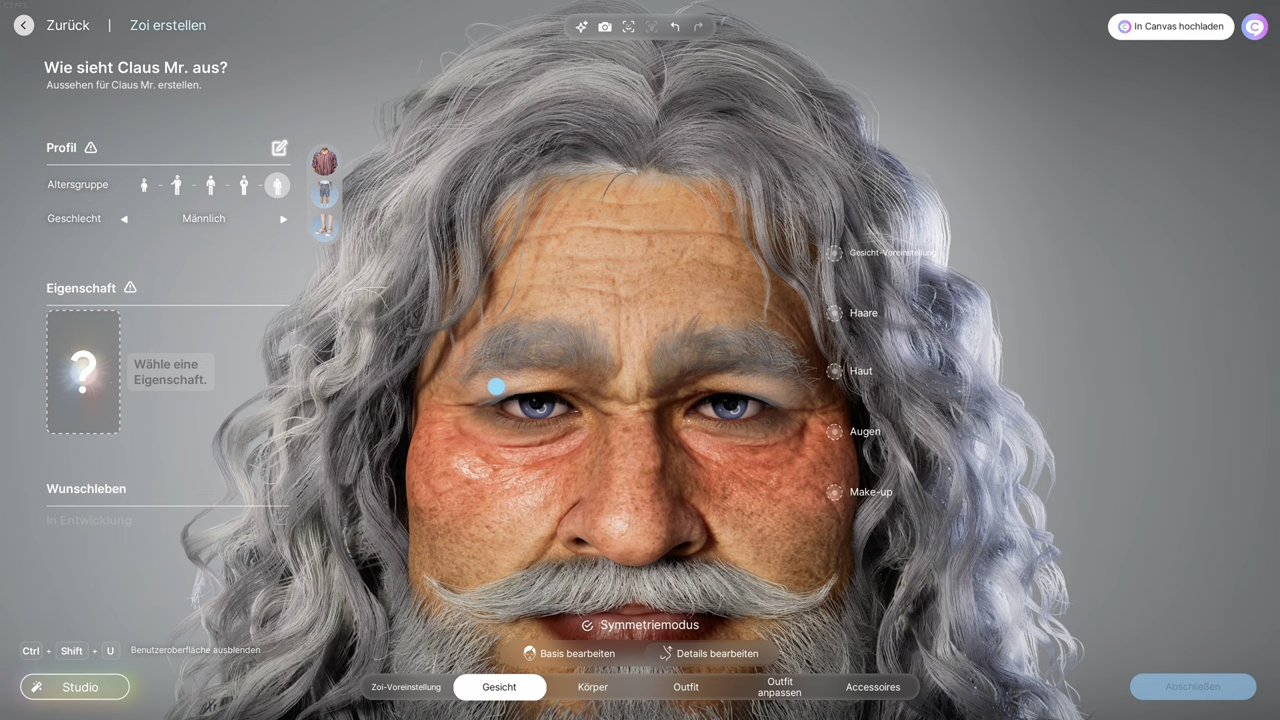 Zurück | Zoi erstellen
In Canvas hochladen
Wie sieht Claus Mr. aus?
Aussehen für Claus Mr. erstellen.
Profil
Altersgruppe
Geschlecht
Männlich
Eigenschaft
Wähle eine
Eigenschaft.
Wunschleben
In Entwicklung
Gesicht-Voreinstellung
Haare
Haut
Augen
Make-up
Symmetriemodus
Basis bearbeiten
Details bearbeiten
Ctrl + Shift + U Benutzeroberfläche ausblenden
Studio
Zoi-Voreinstellung
Gesicht
Körper
Outfit
Outfit
anpassen
Accessoires
Abschließen